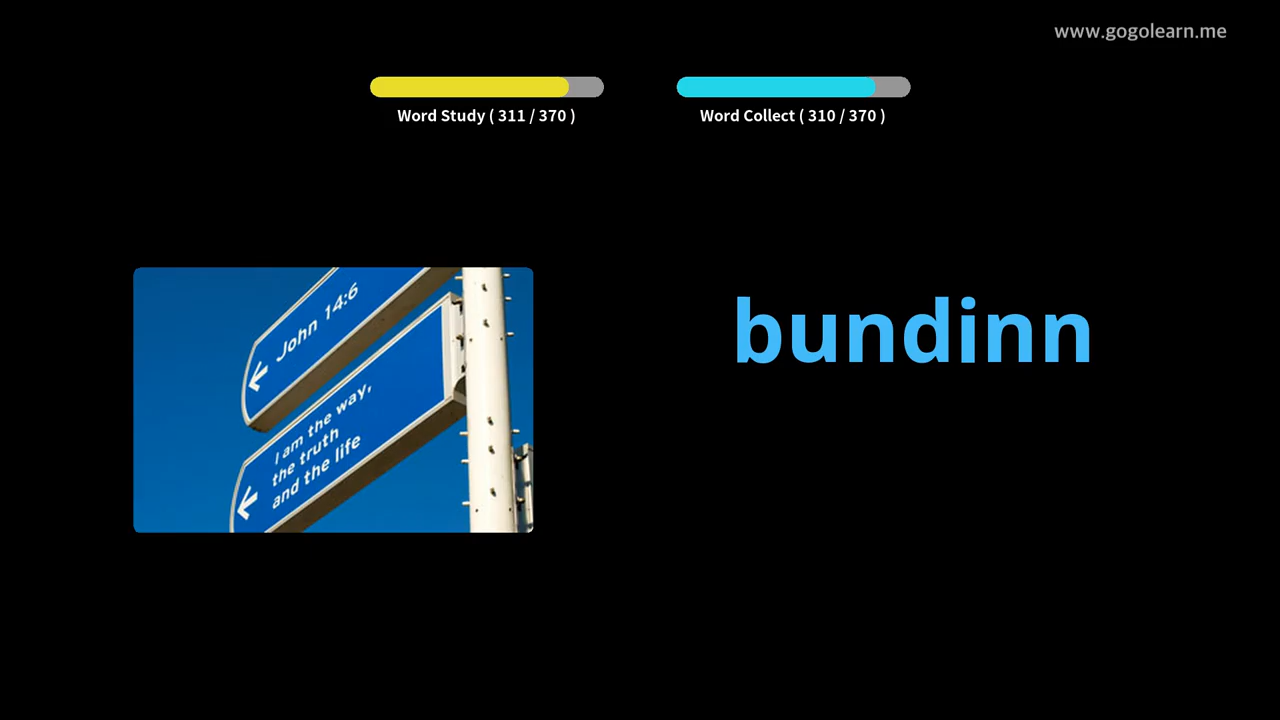 www.gogolearn.me
Word Study ( 311 / 370 )
Word Collect ( 310 / 370 )
John 14:6
I am the way,
the truth
and the life
bundinn